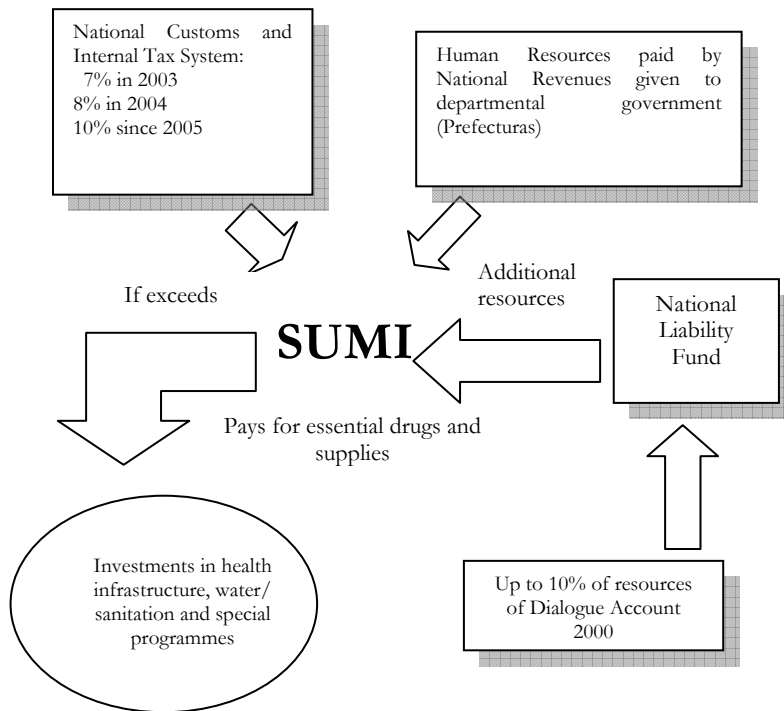 National Customs and
Internal Tax System:
7% in 2003
8% in 2004
10% since 2005
Human Resources paid by
National Revenues given to
departmental government
(Prefecturas)
If exceeds
Additional
resources
SUMI
National
Liability
Fund
Pays for essential drugs and
supplies
Investments in health
infrastructure, water/
sanitation and special
programmes
Up to 10% of resources
of Dialogue Account
2000